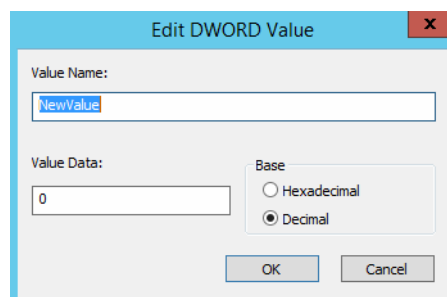 Edit DWORD Value
x
Value Name:
NewValue
Value Data:
Base
0
Hexadecimal
Decimal
OK
Cancel